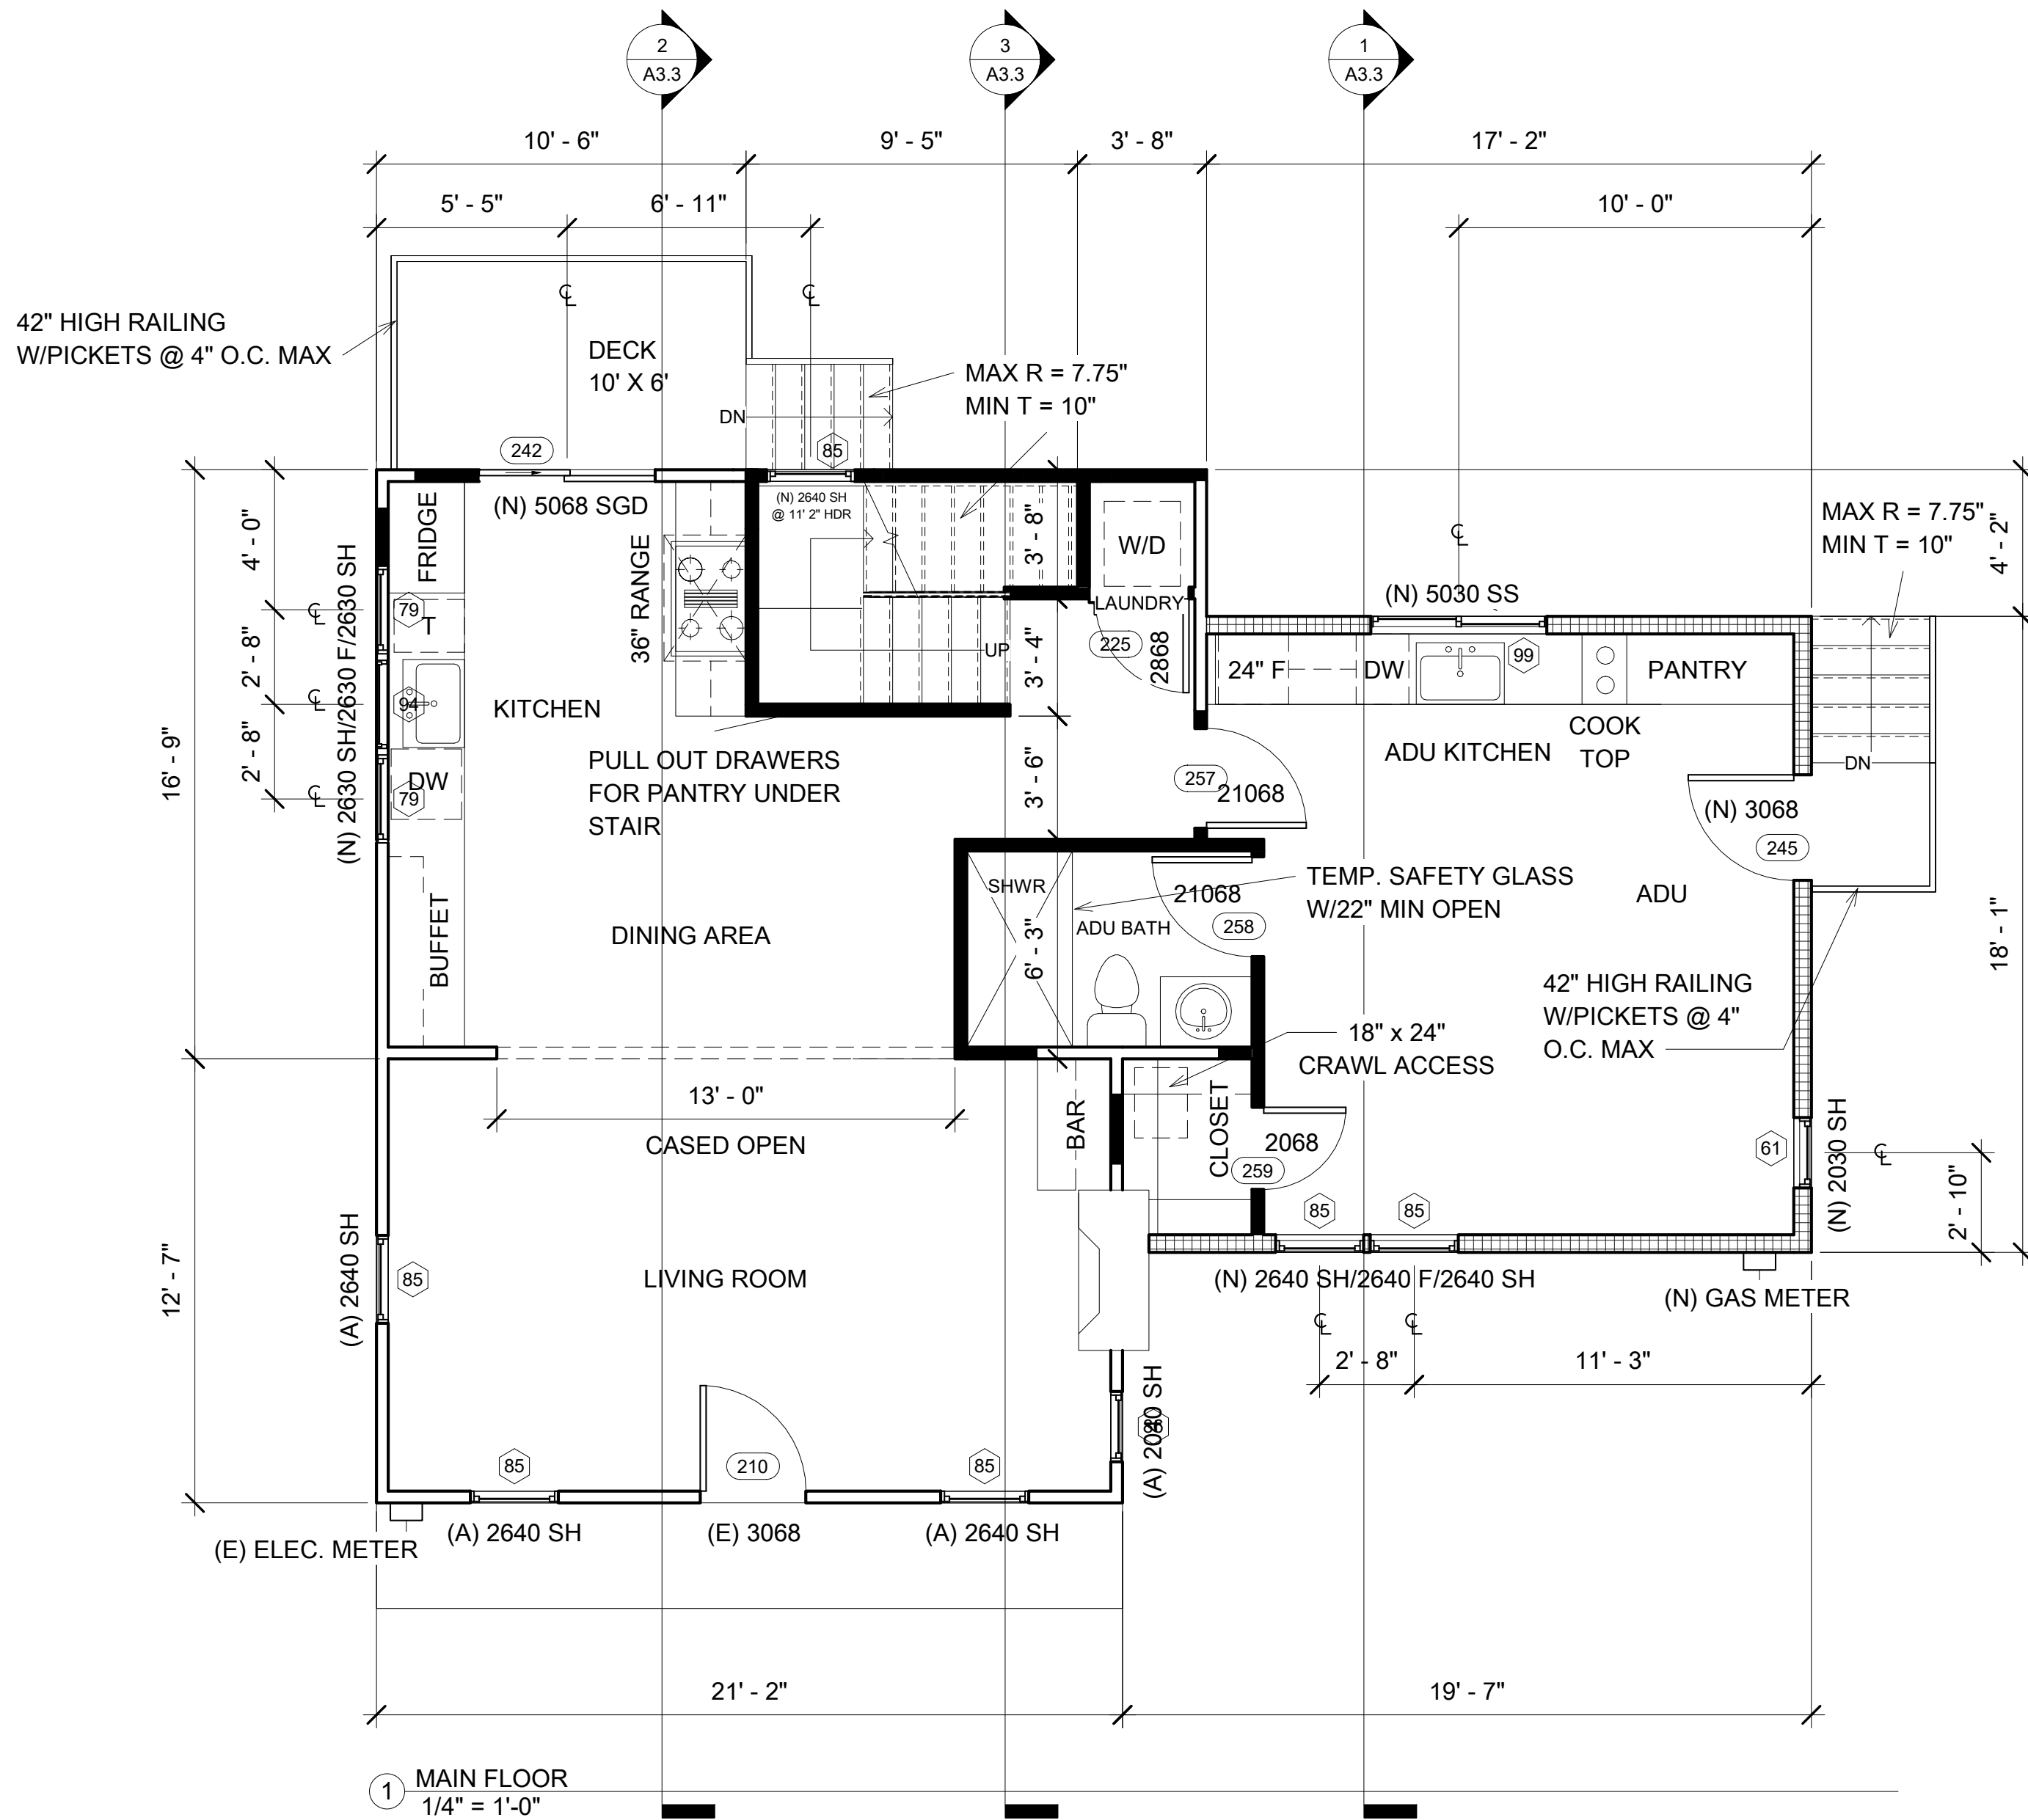 2
A3.3
3
A3.3
1
A3.3
10' - 6"
9' - 5"
3' - 8"
17' - 2"
5' - 5"
6' - 11"
10' - 0"
42" HIGH RAILING
W/PICKETS @ 4" O.C. MAX
DECK
10' X 6'
MAX R = 7.75"
MIN T = 10"
DN
242
85
(N) 5068 SGD
(N) 2640 SH
@ 11' 2" HDR
FRIDGE
36" RANGE
3' - 8"
W/D
LAUNDRY
MAX R = 7.75"
MIN T = 10"
4' - 2"
4' - 0"
2' - 8"
2' - 8"
16' - 9"
(N) 2630 SH/2630 F/2630 SH
79
T
94
DW
79
UP
3' - 4"
225
2868
(N) 5030 SS
24" F
DW
99
PANTRY
KITCHEN
COOK
TOP
ADU KITCHEN
PULL OUT DRAWERS
FOR PANTRY UNDER
STAIR
3' - 6"
257
21068
DN
(N) 3068
245
BUFFET
DINING AREA
SHWR
6' - 3"
ADU BATH
21068
258
TEMP. SAFETY GLASS
W/22" MIN OPEN
ADU
18' - 1"
42" HIGH RAILING
W/PICKETS @ 4"
O.C. MAX
18" x 24"
CRAWL ACCESS
13' - 0"
CASED OPEN
BAR
CLOSET
2068
259
61
(N) 2030 SH
2' - 10"
85
85
12' - 7"
(A) 2640 SH
85
LIVING ROOM
(N) 2640 SH/2640 F/2640 SH
(N) GAS METER
2' - 8"
11' - 3"
(A) 2040 SH
85
210
85
(E) ELEC. METER
(A) 2640 SH
(E) 3068
(A) 2640 SH
21' - 2"
19' - 7"
1
MAIN FLOOR
1/4" = 1'-0"